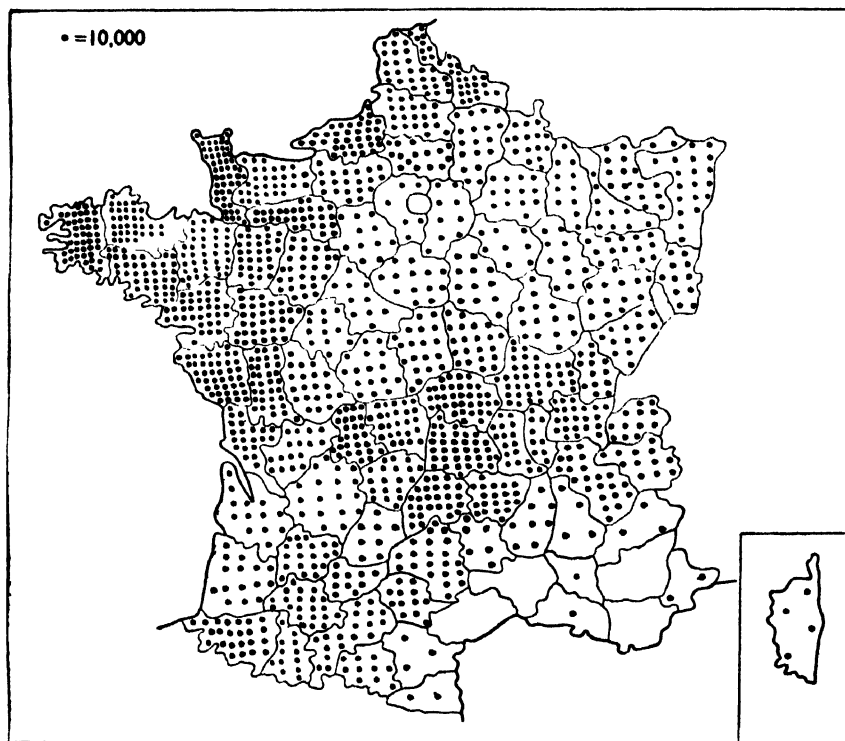 • = 10,000